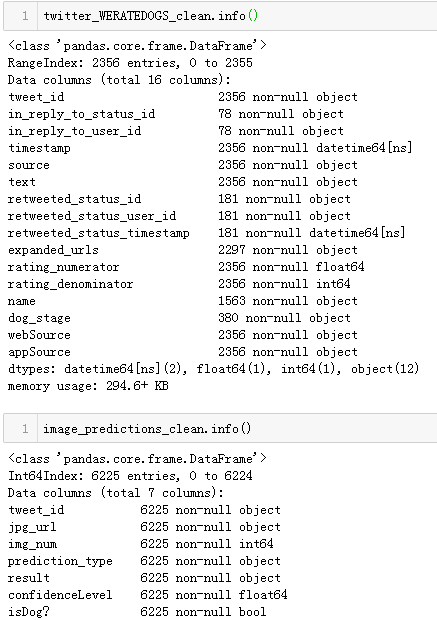 1 twitter_WERATEDOGS_clean.info()
<class 'pandas.core.frame.DataFrame'>
RangeIndex: 2356 entries, 0 to 2355
Data columns (total 16 columns):
tweet_id 2356 non-null object
in_reply_to_status_id 78 non-null object
in_reply_to_user_id 78 non-null object
timestamp 2356 non-null datetime64[ns]
source 2356 non-null object
text 2356 non-null object
retweeted_status_id 181 non-null object
retweeted_status_user_id 181 non-null object
retweeted_status_timestamp 181 non-null datetime64[ns]
expanded_urls 2297 non-null object
rating_numerator 2356 non-null float64
rating_denominator 2356 non-null int64
name 1563 non-null object
dog_stage 380 non-null object
webSource 2356 non-null object
appSource 2356 non-null object
dtypes: datetime64[ns](2), float64(1), int64(1), object(12)
memory usage: 294.6+ KB
1 image_predictions_clean.info()
<class 'pandas.core.frame.DataFrame'>
Int64Index: 6225 entries, 0 to 6224
Data columns (total 7 columns):
tweet_id 6225 non-null object
jpg_url 6225 non-null object
img_num 6225 non-null int64
prediction_type 6225 non-null object
result 6225 non-null object
confidenceLevel 6225 non-null float64
isDog? 6225 non-null bool